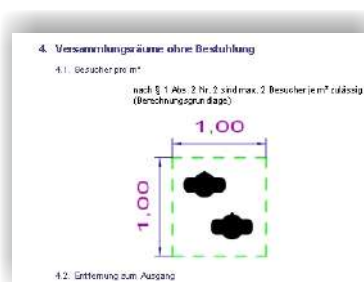 4. Versammlungsräume ohne Bestuhlung
4.1. Besucher pro m²
nach § 1 Abs. 2 Nr. 2 sind max. 2 Besucher je m² zulässig
(Berechnungsgrundlage)
1,00
1,00
4.2. Entfernung zum Ausgang